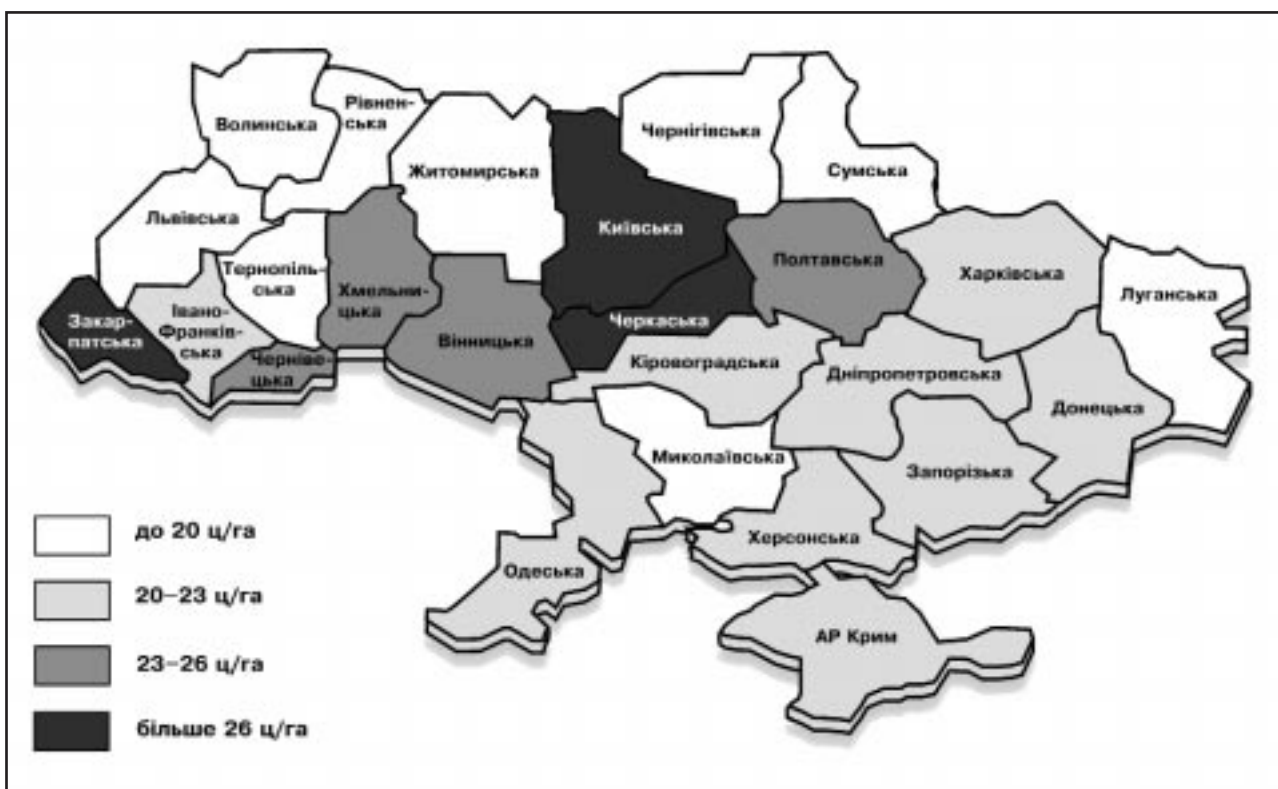 Волинська
Рівнен-
ська
Житомирська
Чернігівська
Сумська
Львівська
Тернопіль-
ська
Хмельни-
цька
Київська
Полтавська
Харківська
Луганська
Закар-
патська
Івано-
Франків-
ська
Черніве-
цька
Вінницька
Черкаська
Кіровоградська
Дніпропетровська
Донецька
Миколаївська
Запорізька
Херсонська
Одеська
АР Крим
до 20 ц/га
20–23 ц/га
23–26 ц/га
більше 26 ц/га